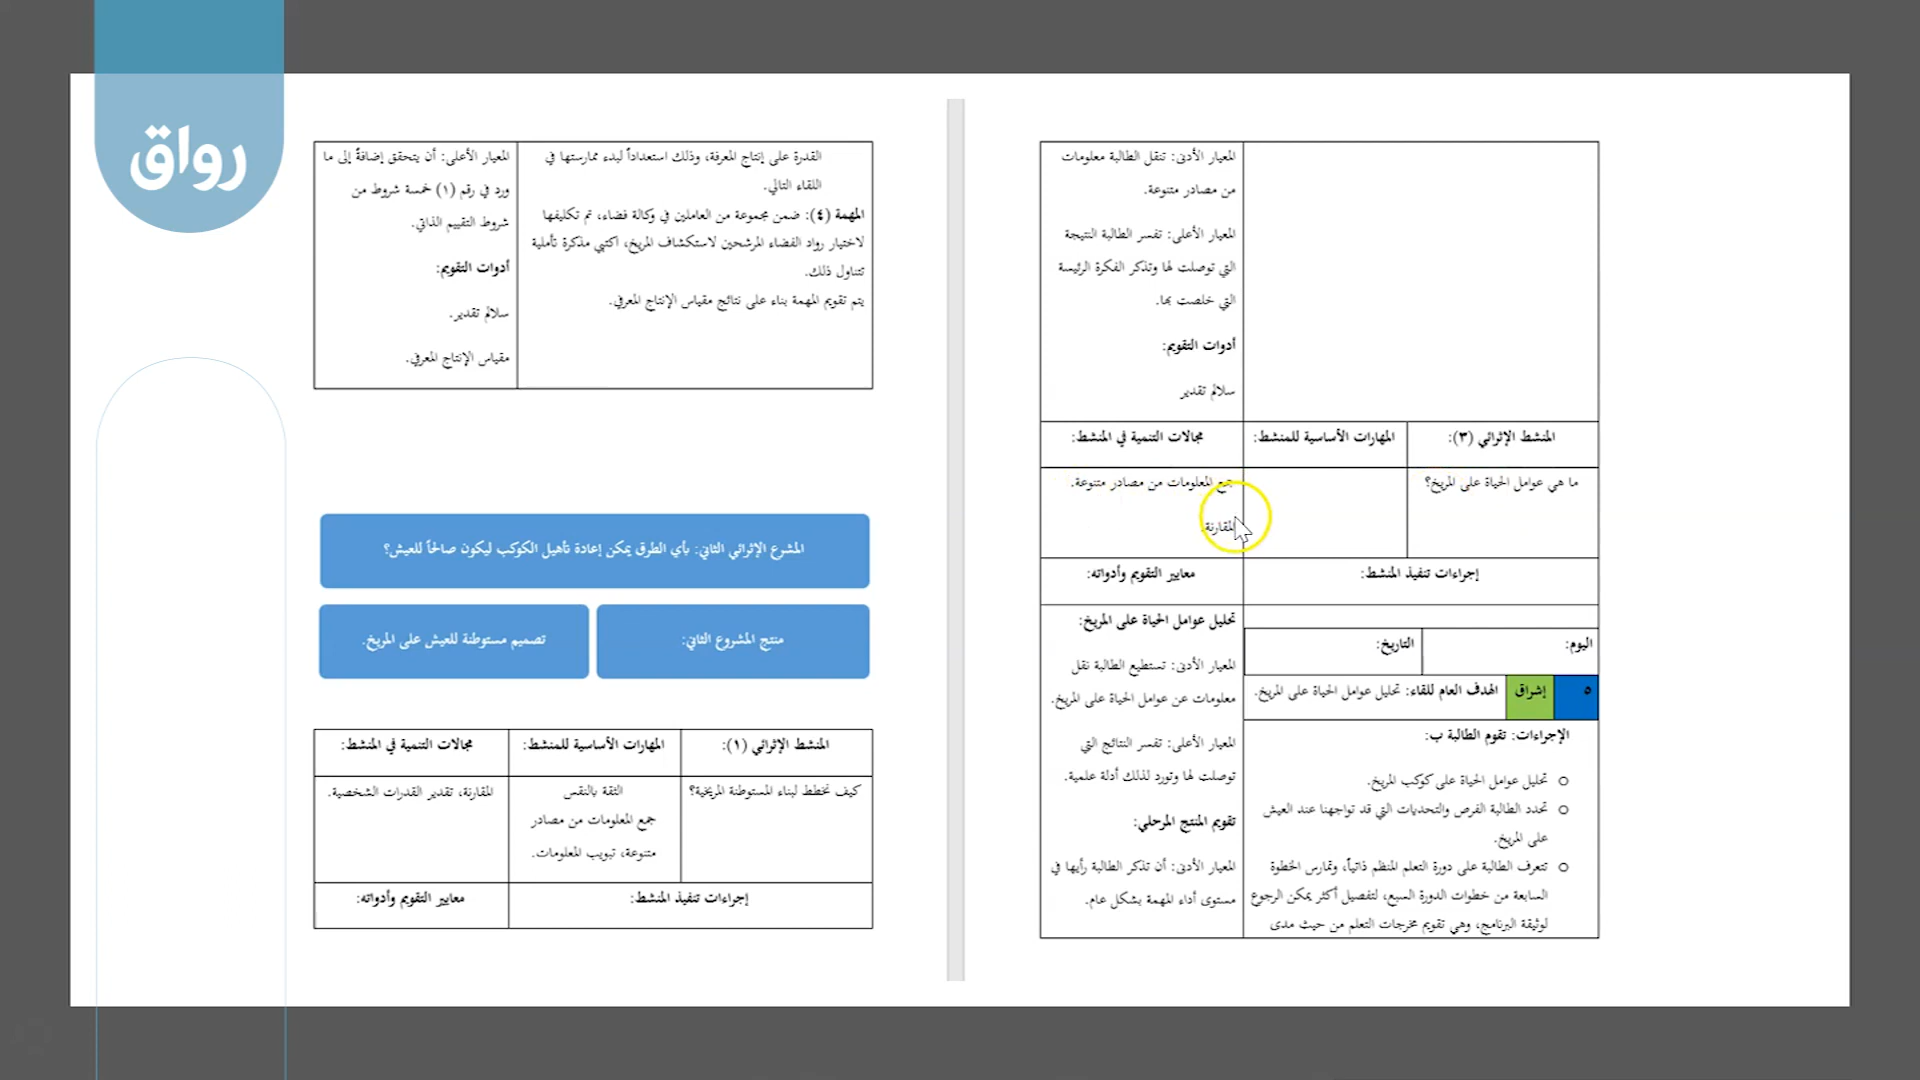 رواق
المعيار الأدنى: تنقل الطالبة معلومات
من مصادر متنوعة.
المعيار الأعلى: تفسر الطالبة النتيجة
التي توصلت لها وتذكر الفكرة الرئيسة
التي خلصت بها.
أدوات التقويم:
سلالم تقدير
المنشط الإثرائي (٣):
المهارات الأساسية للمنشط:
مجالات التنمية في المنشط:
ما هي عوامل الحياة على المريخ؟
جمع المعلومات من مصادر متنوعة.
المقارنة.
إجراءات تنفيذ المنشط:
معايير التقويم وأدواته:
اليوم:
التاريخ:
٥
إشراق
الهدف العام للقاء: تحليل عوامل الحياة على المريخ.
الإجراءات: تقوم الطالبة ب:
○ تحليل عوامل الحياة على كوكب المريخ.
○ تحدد الطالبة الفرص والتحديات التي قد تواجهنا عند العيش
على المريخ.
○ تتعرف الطالبة على دورة التعلم المنظم ذاتياً، وتمارس الخطوة
السابعة من خطوات الدورة السبع، لتفصيل أكثر يمكن الرجوع
لوثيقة البرنامج، وهي تقويم مخرجات التعلم من حيث مدى
تحليل عوامل الحياة على المريخ:
المعيار الأدنى: تستطيع الطالبة نقل
معلومات عن عوامل الحياة على المريخ.
المعيار الأعلى: تفسر النتائج التي
توصلت لها وتورد لذلك أدلة علمية.
تقويم المنتج المرحلي:
المعيار الأدنى: أن تذكر الطالبة رأيها في
مستوى أداء المهمة بشكل عام.
القدرة على إنتاج المعرفة، وذلك استعداداً لبدء ممارستها في
اللقاء التالي.
المهمة (٤): ضمن مجموعة من العاملين في وكالة فضاء، تم تكليفها
لاختيار رواد الفضاء المرشحين لاستكشاف المريخ، اكتبي مذكرة تأملية
تتناول ذلك.
يتم تقويم المهمة بناء على نتائج مقياس الإنتاج المعرفي.
المعيار الأعلى: أن يتحقق إضافةً إلى ما
ورد في رقم (١) خمسة شروط من
شروط التقييم الذاتي.
أدوات التقويم:
سلالم تقدير.
مقياس الإنتاج المعرفي.
المشرع الإثرائي الثاني: بأي الطرق يمكن إعادة تأهيل الكوكب ليكون صالحاً للعيش؟
منتج المشروع الثاني:
تصميم مستوطنة للعيش على المريخ.
المنشط الإثرائي (١):
المهارات الأساسية للمنشط:
مجالات التنمية في المنشط:
كيف نخطط لبناء المستوطنة المريخية؟
الثقة بالنفس
جمع المعلومات من مصادر
متنوعة، تبويب المعلومات.
المقارنة، تقدير القدرات الشخصية.
إجراءات تنفيذ المنشط:
معايير التقويم وأدواته: